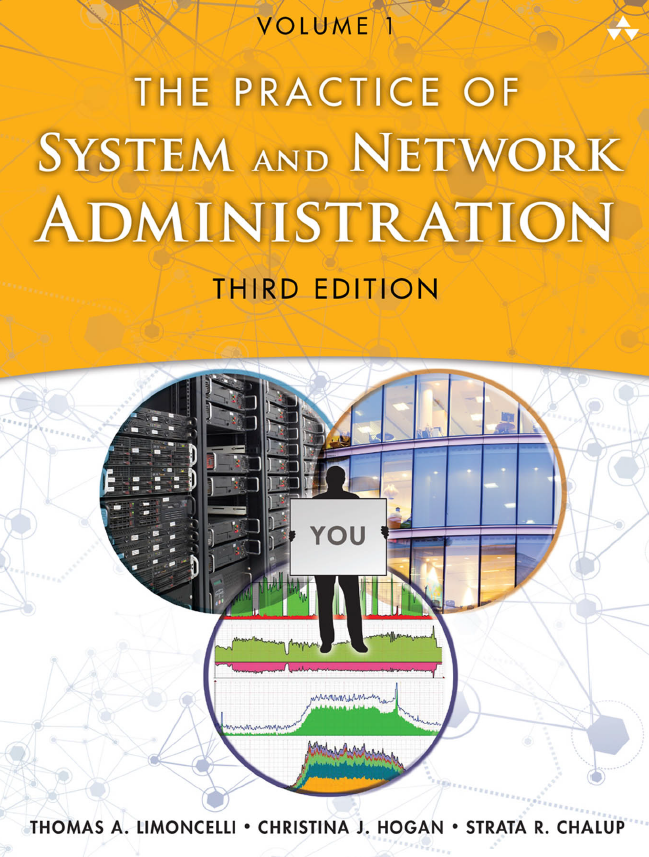 VOLUME 1
THE PRACTICE OF
SYSTEM AND NETWORK
ADMINISTRATION
THIRD EDITION
YOU
THOMAS A. LIMONCELLI • CHRISTINA J. HOGAN • STRATA R. CHALUP